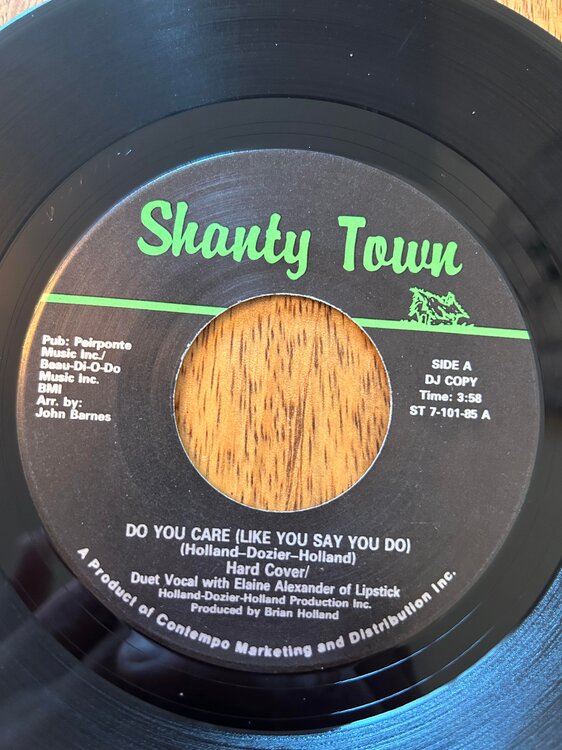 Shanty Town
Pub: Peirponte
Music Inc./
Beau-Di-O-Do
Music Inc.
BMI
Arr. by:
John Barnes
SIDE A
DJ COPY
Time: 3:58
ST 7-101-85 A
DO YOU CARE (LIKE YOU SAY YOU DO)
(Holland–Dozier–Holland)
Hard Cover/
Duet Vocal with Elaine Alexander of Lipstick
Holland-Dozier-Holland Production Inc.
Produced by Brian Holland
A Product of Contempo Marketing and Distribution Inc.